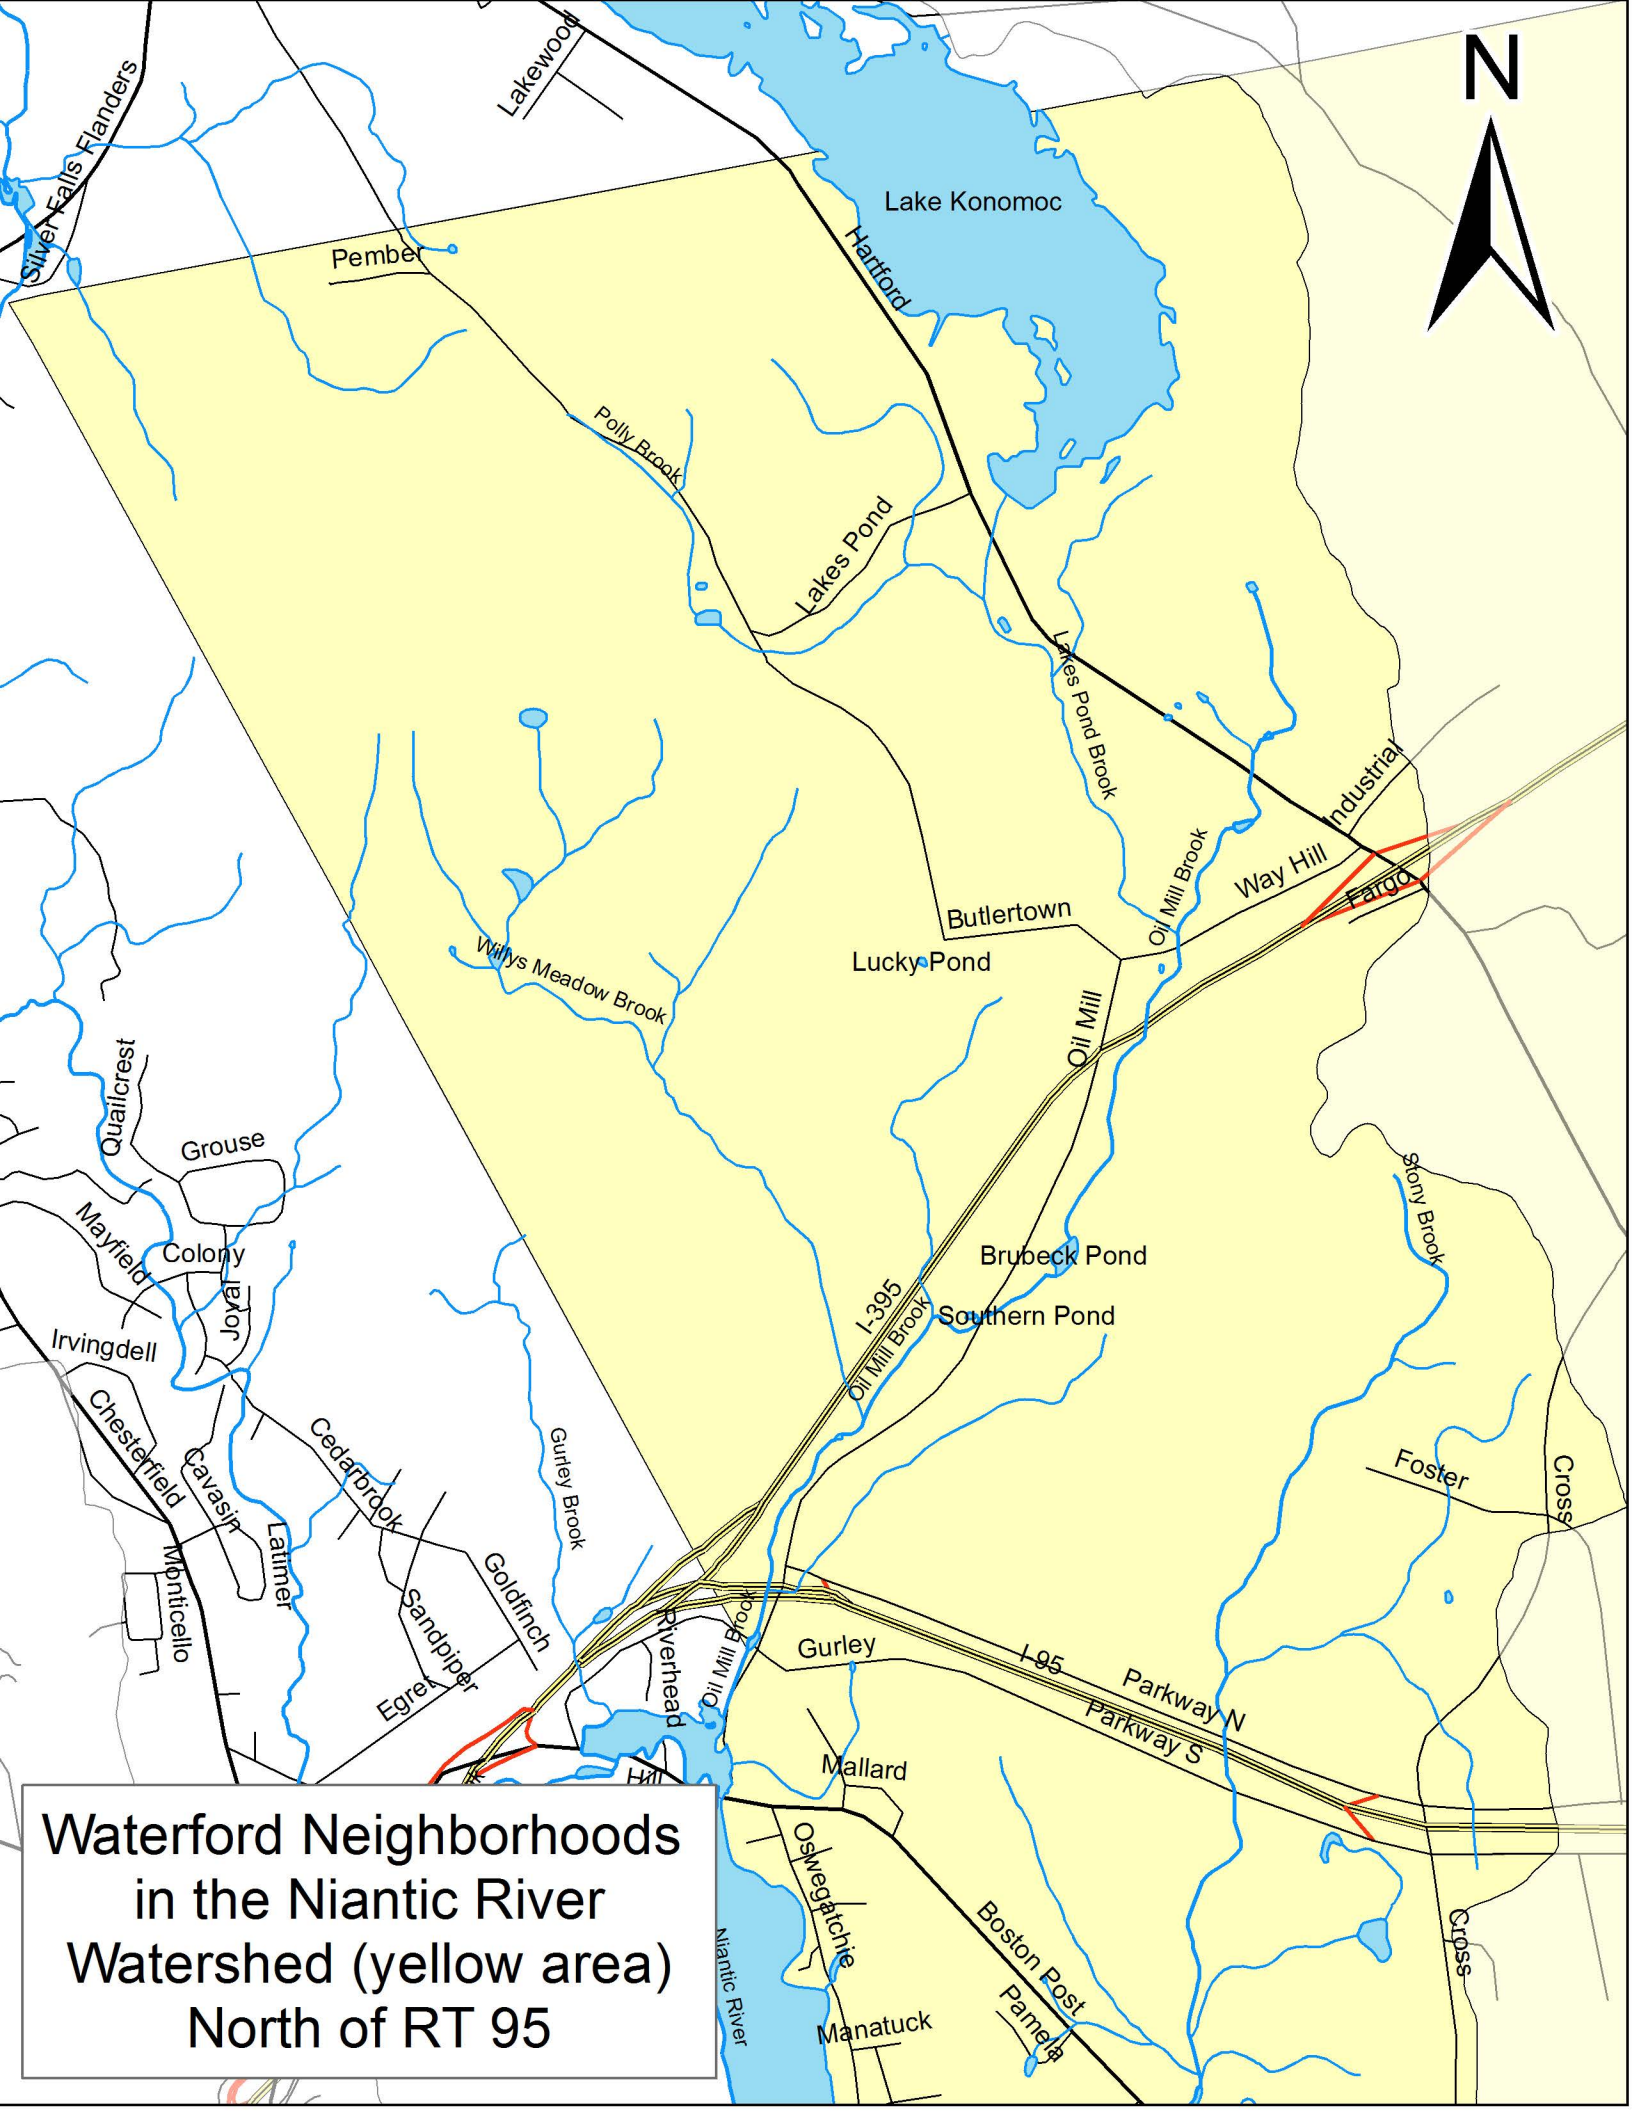 N
Lakewood
Silver Falls Flanders
Lake Konomoc
Pember
Hartford
Polly Brook
Lakes Pond
Lakes Pond Brook
Industrial
Oil Mill Brook
Way Hill
Fargo
Butlertown
Lucky Pond
Willys Meadow Brook
Oil Mill
Quailcrest
Grouse
Stony Brook
Mayfield
Colony
Brubeck Pond
Joval
I-395
Southern Pond
Irvingdell
Oil Mill Brook
Chesterfield
Cedarbrook
Gurley Brook
Cavasin
Foster
Cross
Latimer
Monticello
Goldfinch
Sandpiper
Riverhead
Oil Mill Brook
Gurley
I-95
Parkway N
Egret
Parkway S
Mallard
Hill
Oswegatchie
Boston Post
Cross
Niantic River
Pamela
Manatuck
Waterford Neighborhoods
in the Niantic River
Watershed (yellow area)
North of RT 95